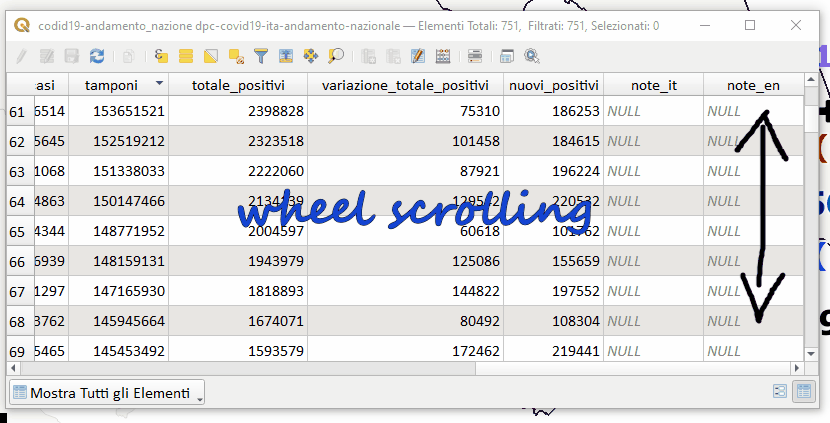 codid19-andamento_nazione dpc-covid19-ita-andamento-nazionale — Elementi Totali: 751, Filtrati: 751, Selezionati: 0
asi tamponi totale_positivi variazione_totale_positivi nuovi_positivi note_it note_en
61 6514 153651521 2398828 75310 186253 NULL NULL
62 5645 152519212 2323518 101458 184615 NULL NULL
63 1068 151338033 2222060 87921 196224 NULL NULL
64 4863 150147466 NULL NULL
wheel scrolling
65 4344 148771952 2004597 60618 NULL NULL
66 6939 148159131 1943979 125086 155659 NULL NULL
67 1297 147165930 1818893 144822 197552 NULL NULL
68 3762 145945664 1674071 80492 108304 NULL NULL
69 5465 145453492 1593579 172462 219441 NULL NULL
Mostra Tutti gli Elementi